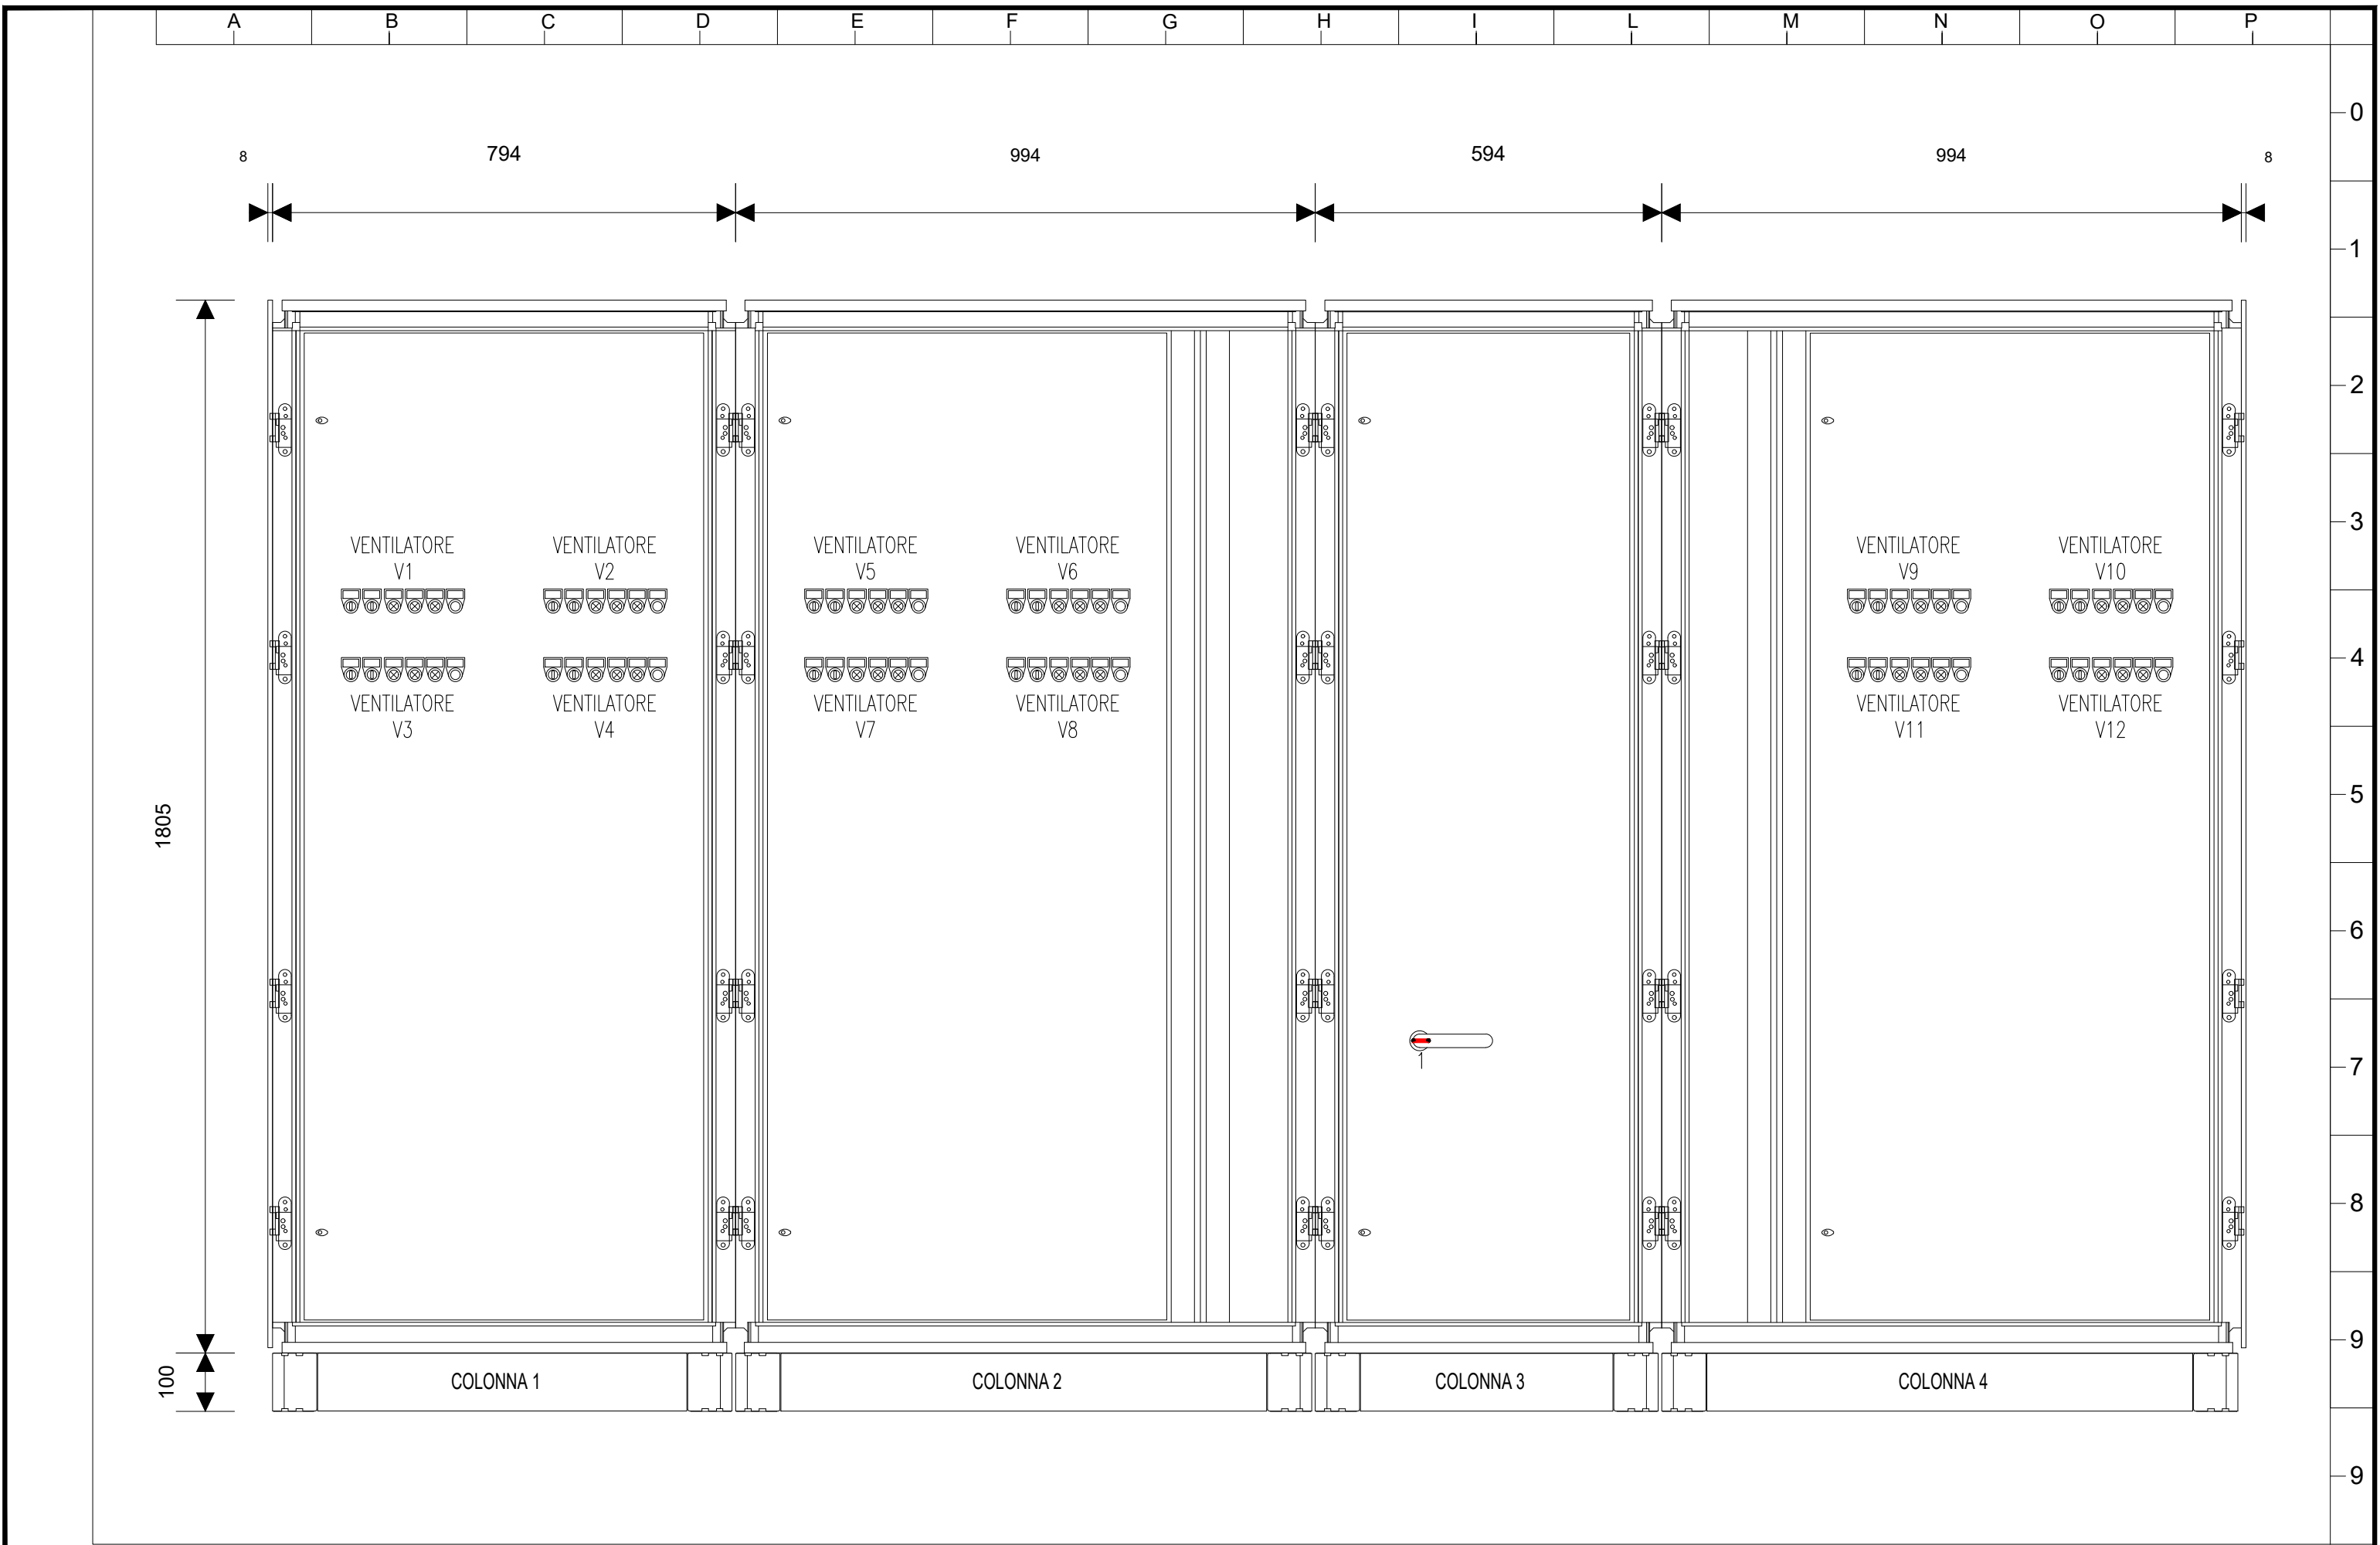 A B C D E F G H I L M N O P
0
8 794 994 594 994 8
1
2
VENTILATORE VENTILATORE VENTILATORE VENTILATORE VENTILATORE VENTILATORE
3
V1 V2 V5 V6 V9 V10
4
VENTILATORE VENTILATORE VENTILATORE VENTILATORE VENTILATORE VENTILATORE
V3 V4 V7 V8 V11 V12
5
1805
6
1
7
8
9
100 COLONNA 1 COLONNA 2 COLONNA 3 COLONNA 4
9